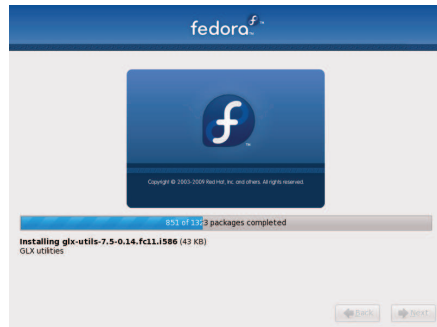 fedora
f
Copyright © 2003-2009 Red Hat, Inc. and others. All rights reserved.
851 of 1323 packages completed
Installing glx-utils-7.5-0.14.fc11.i586 (43 KB)
GLX utilities
Back Next